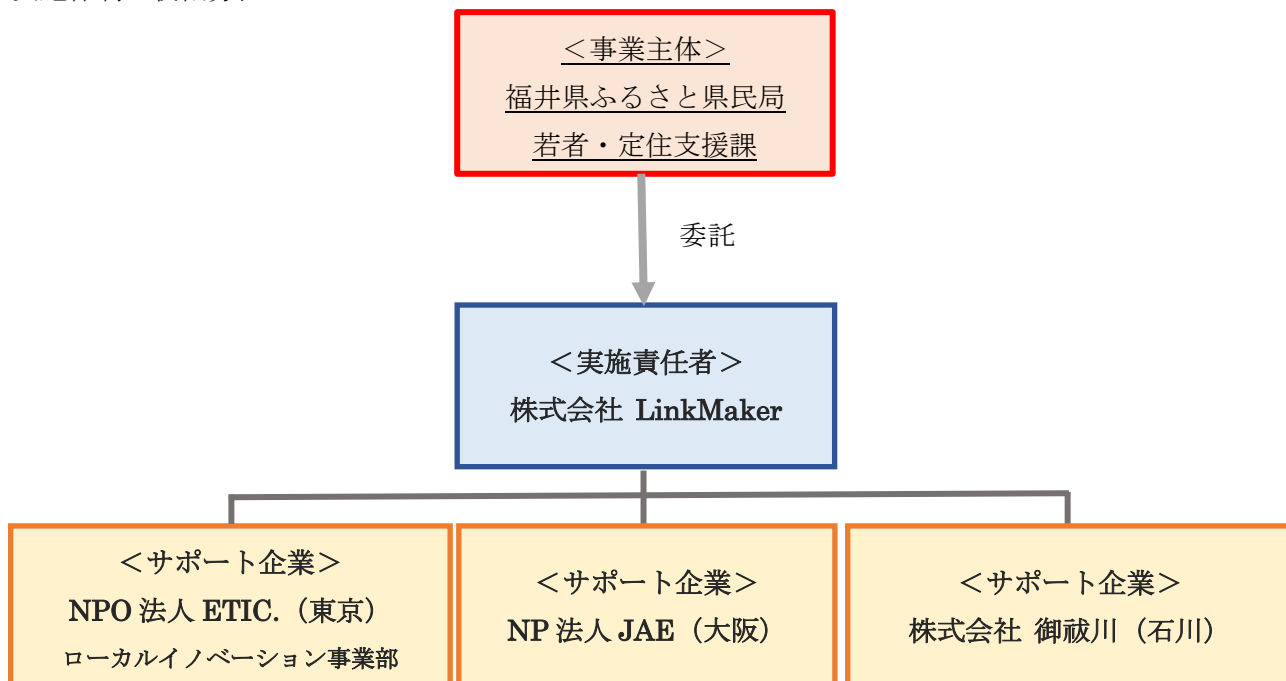 ＜事業主体＞
福井県ふるさと県民局
若者・定住支援課
委託
＜実施責任者＞
株式会社 LinkMaker
＜サポート企業＞
NPO 法人 ETIC.（東京）
ローカルイノベーション事業部
＜サポート企業＞
NP 法人 JAE（大阪）
＜サポート企業＞
株式会社 御祓川（石川）